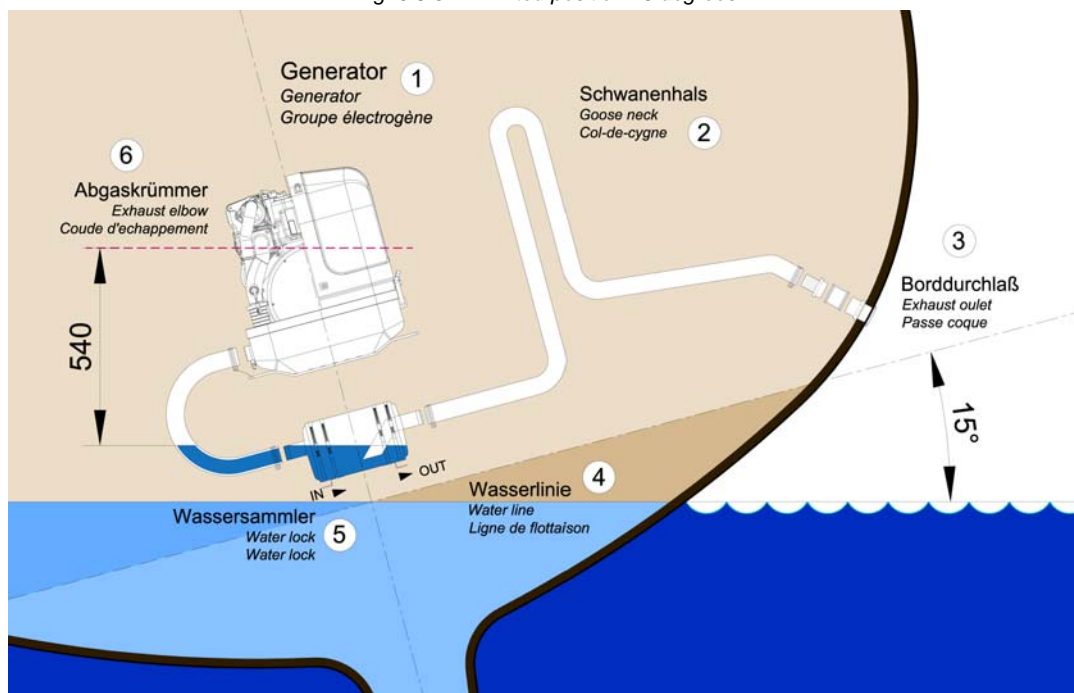 Generator
1
Generator
Groupe électrogène
Schwanenhals
Goose neck
Col-de-cygne
2
6
Abgaskrümmer
Exhaust elbow
Coude d'echappement
3
Borddurchlaß
Exhaust oulet
Passe coque
540
15°
IN
OUT
Wasserlinie
4
Water line
Ligne de flottaison
Wassersammler
5
Water lock
Water lock